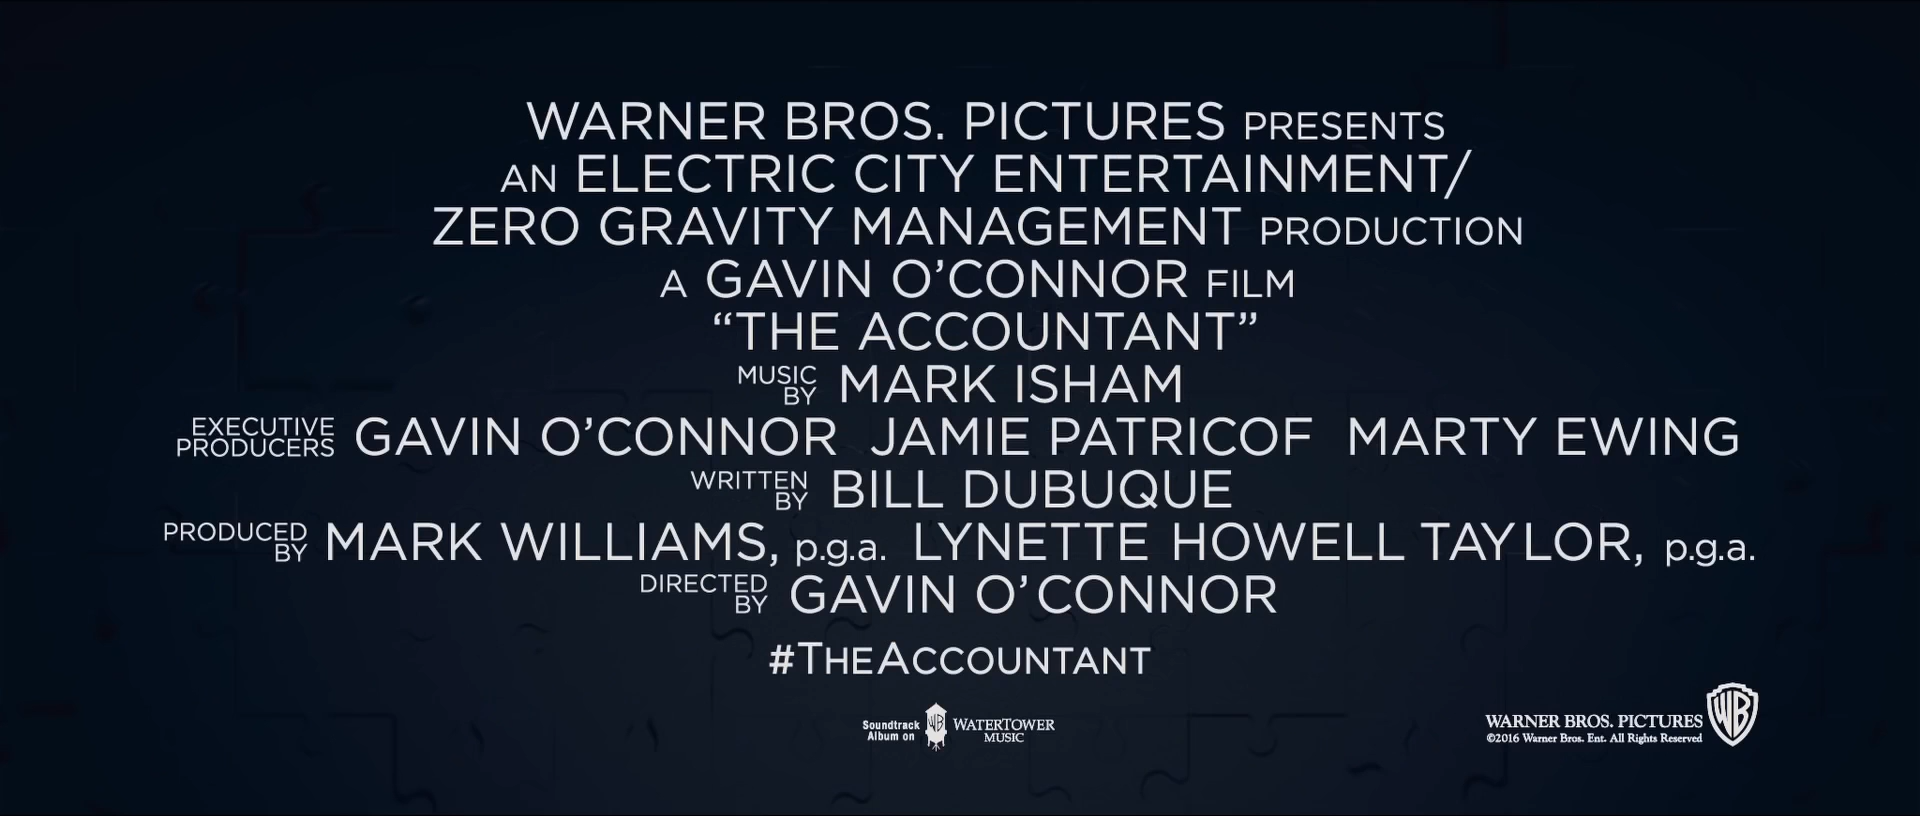 WARNER BROS. PICTURES PRESENTS
AN ELECTRIC CITY ENTERTAINMENT/
ZERO GRAVITY MANAGEMENT PRODUCTION
A GAVIN O’CONNOR FILM
“THE ACCOUNTANT”
MUSIC BY MARK ISHAM
EXECUTIVE PRODUCERS GAVIN O’CONNOR JAMIE PATRICOF MARTY EWING
WRITTEN BY BILL DUBUQUE
PRODUCED BY MARK WILLIAMS, p.g.a. LYNETTE HOWELL TAYLOR, p.g.a.
DIRECTED BY GAVIN O’CONNOR
#THEACCOUNTANT
Soundtrack Album on WB WATERTOWER MUSIC
WARNER BROS. PICTURES WB
©2016 Warner Bros. Ent. All Rights Reserved